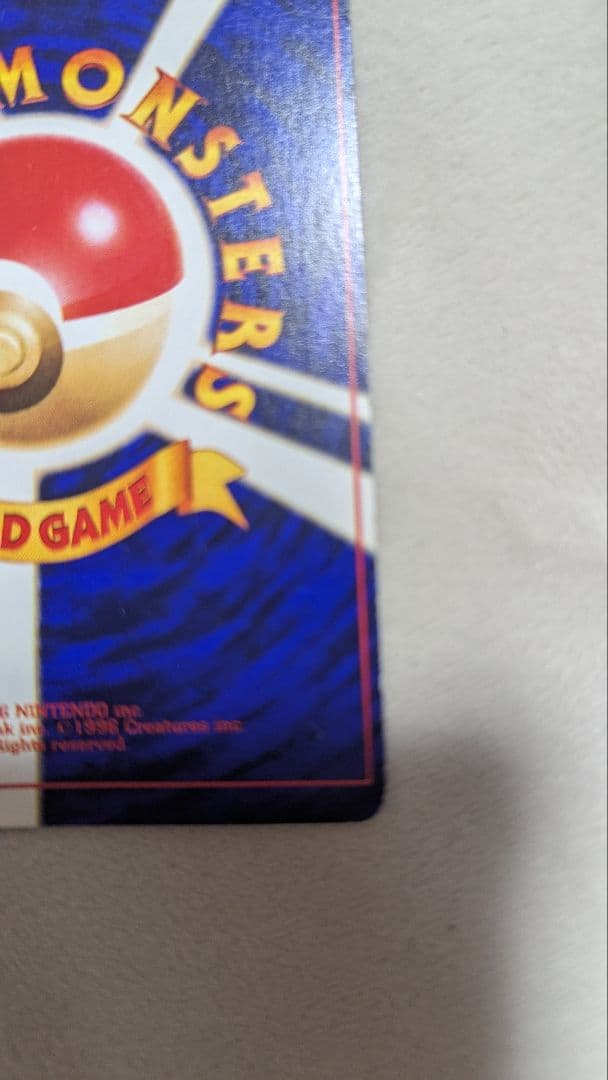 MONSTERS
D GAME
NINTENDO inc.
k inc. ©1996 Creatures inc.
Rights reserved